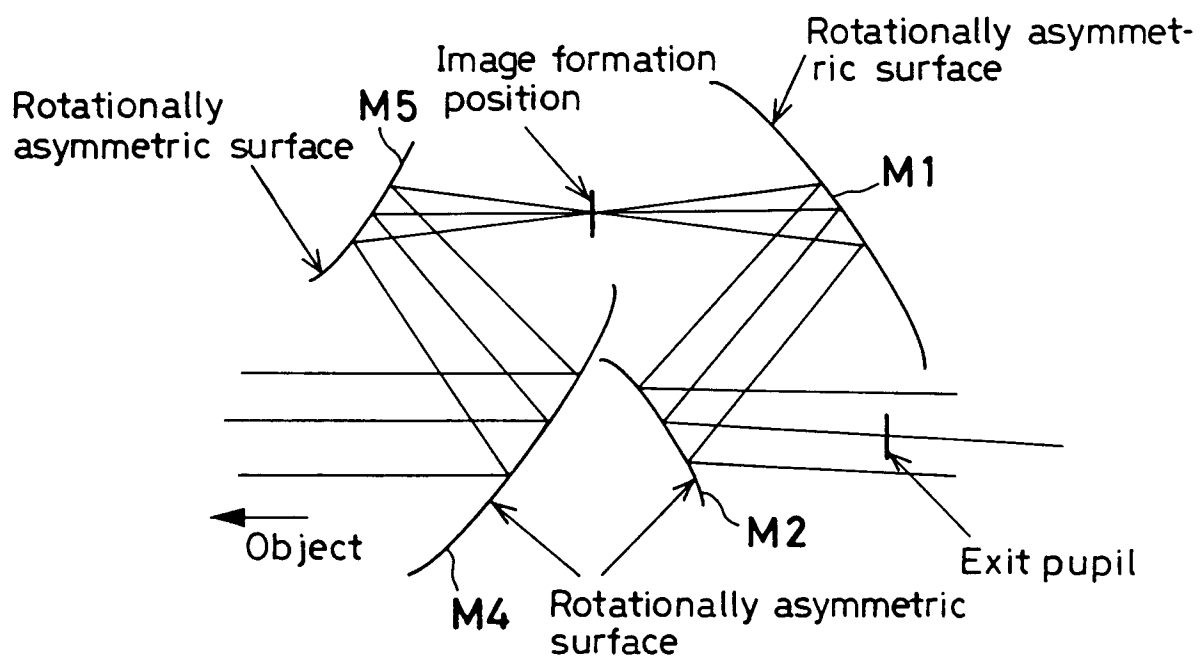 Rotationally asymmet-
ric surface
Image formation
position
Rotationally
asymmetric surface
M5
M1
Object
M4
M2
Rotationally asymmetric
surface
Exit pupil